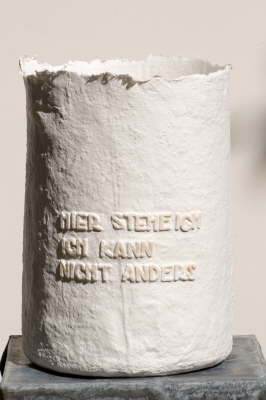 HIER STEHE ICH
ICH KANN
NICHT ANDERS